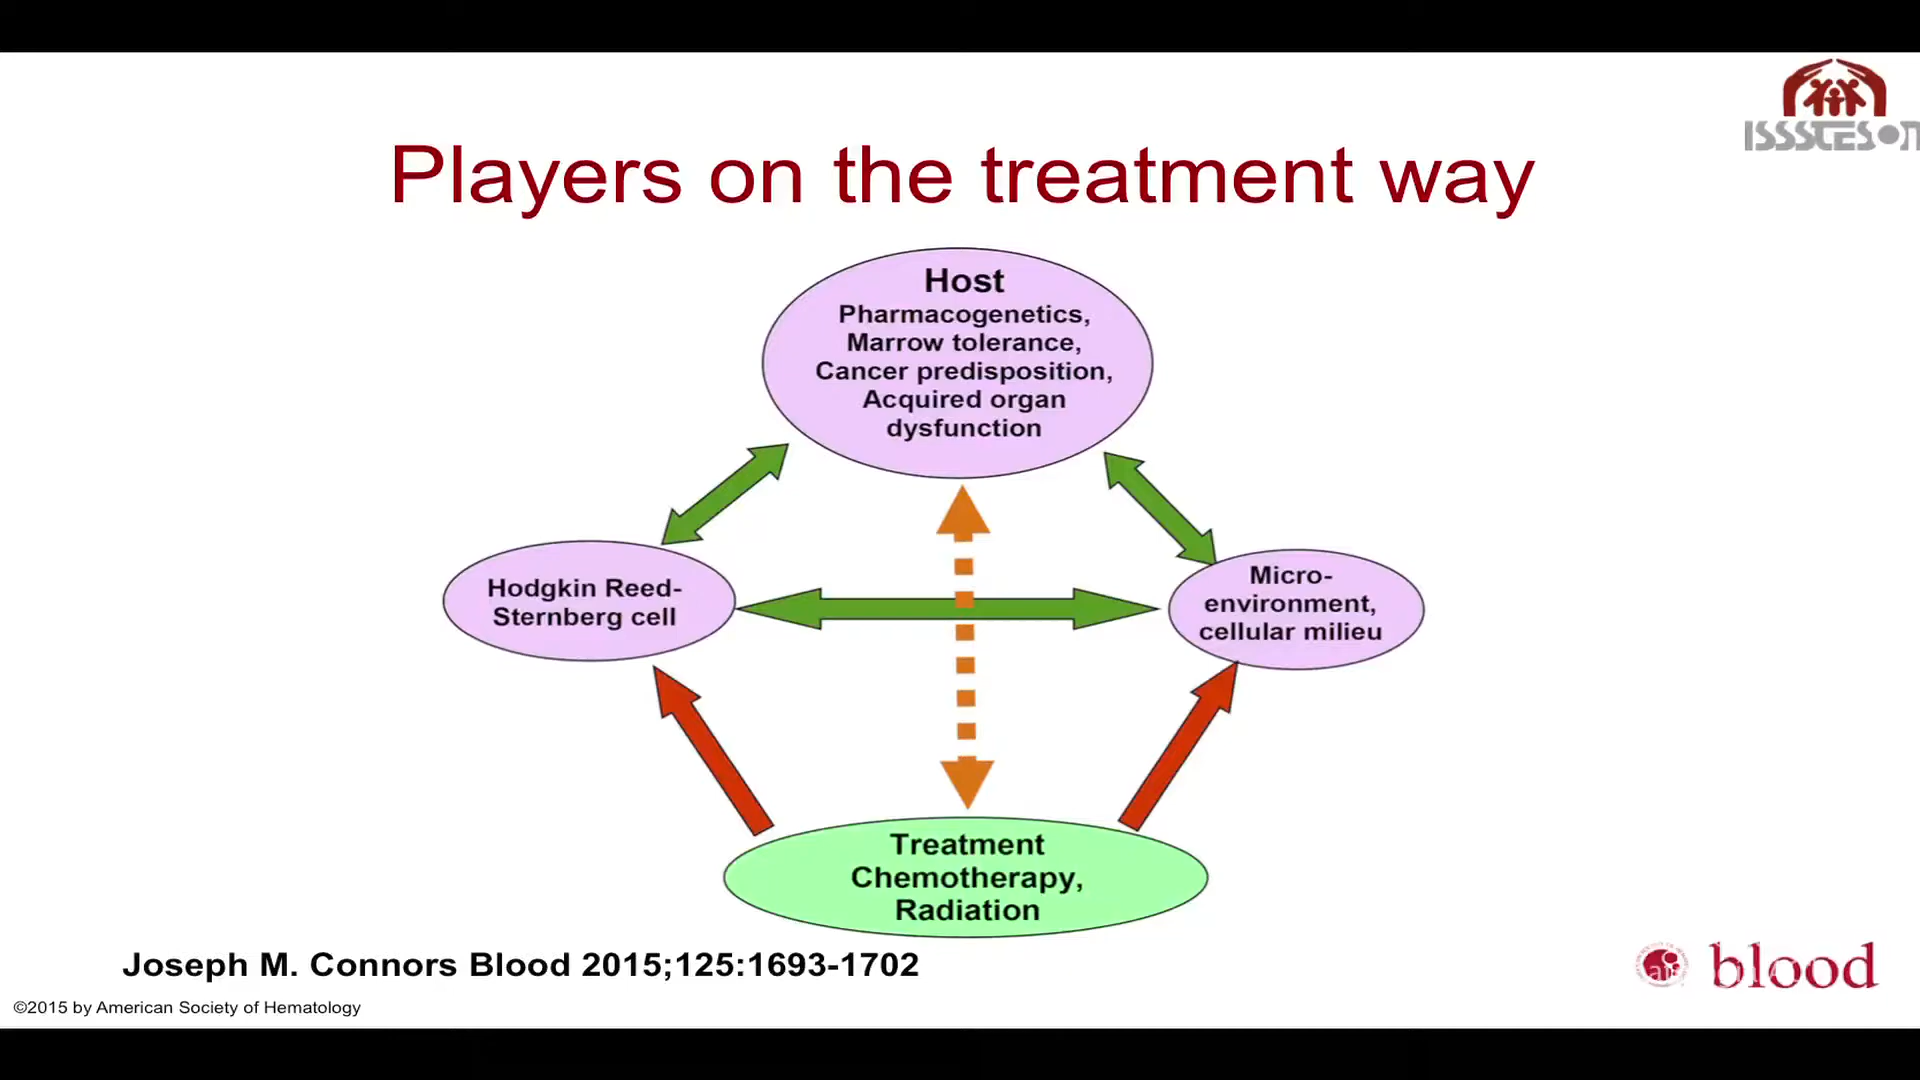 ISSSTESON
Players on the treatment way
Host
Pharmacogenetics,
Marrow tolerance,
Cancer predisposition,
Acquired organ
dysfunction
Hodgkin Reed-
Sternberg cell
Micro-
environment,
cellular milieu
Treatment
Chemotherapy,
Radiation
Joseph M. Connors Blood 2015;125:1693-1702
blood
©2015 by American Society of Hematology